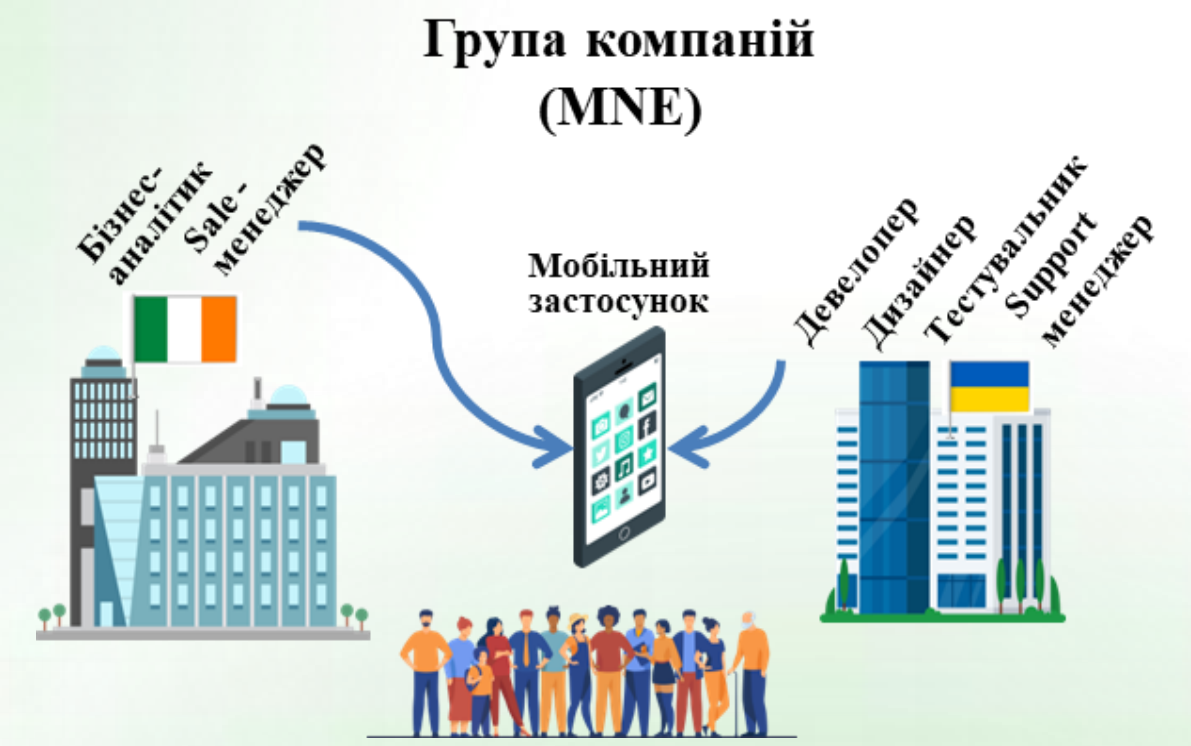 Група компаній
(MNE)
Бізнес-
аналітик
Sale -
менеджер
Мобільний
застосунок
Девелопер
Дизайнер
Тестувальник
Support
менеджер